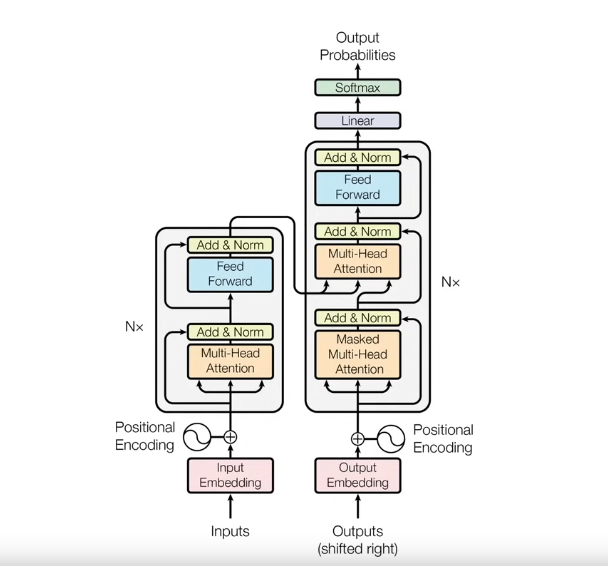 Output
Probabilities
Softmax
Linear
Add & Norm
Feed
Forward
Add & Norm
Multi-Head
Attention
Add & Norm
Masked
Multi-Head
Attention
Nx
Add & Norm
Feed
Forward
Add & Norm
Multi-Head
Attention
Nx
Positional
Encoding
Positional
Encoding
Input
Embedding
Output
Embedding
Inputs
Outputs
(shifted right)